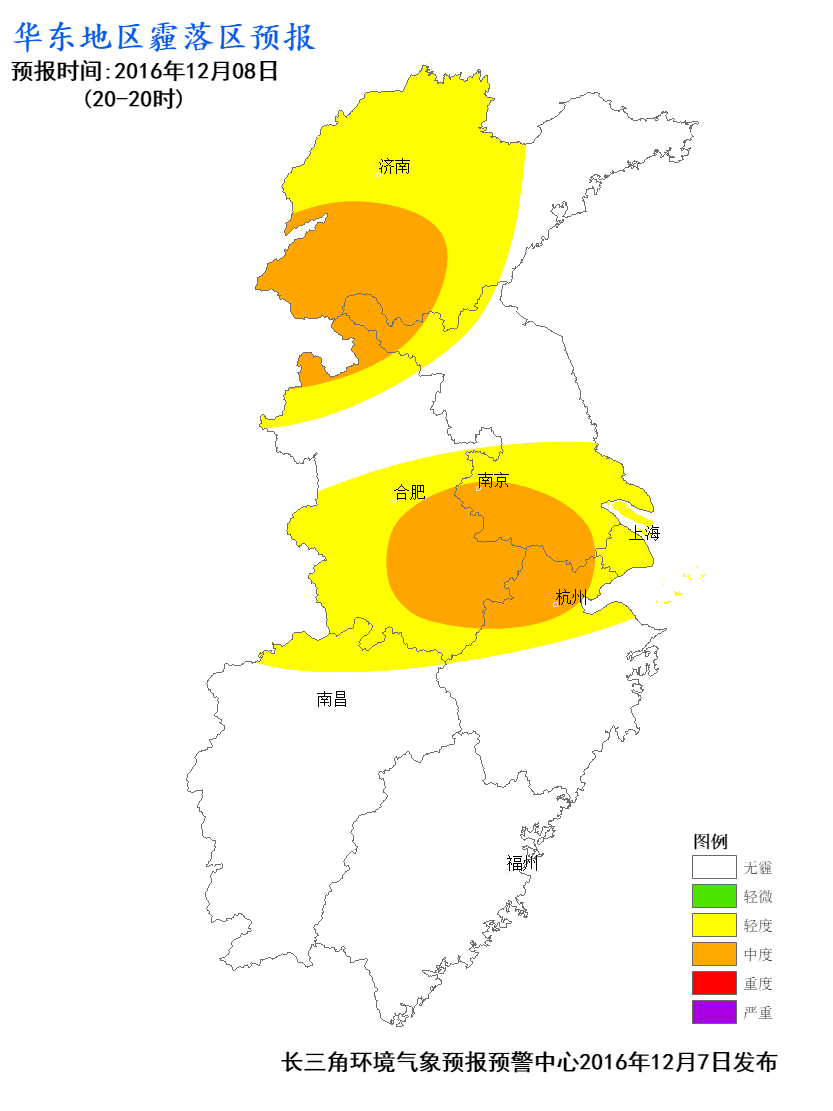 华东地区霾落区预报
预报时间:2016年12月08日
(20-20时)
济南
南京
合肥
上海
杭州
南昌
福州
图例
无霾
轻微
轻度
中度
重度
严重
长三角环境气象预报预警中心2016年12月7日发布